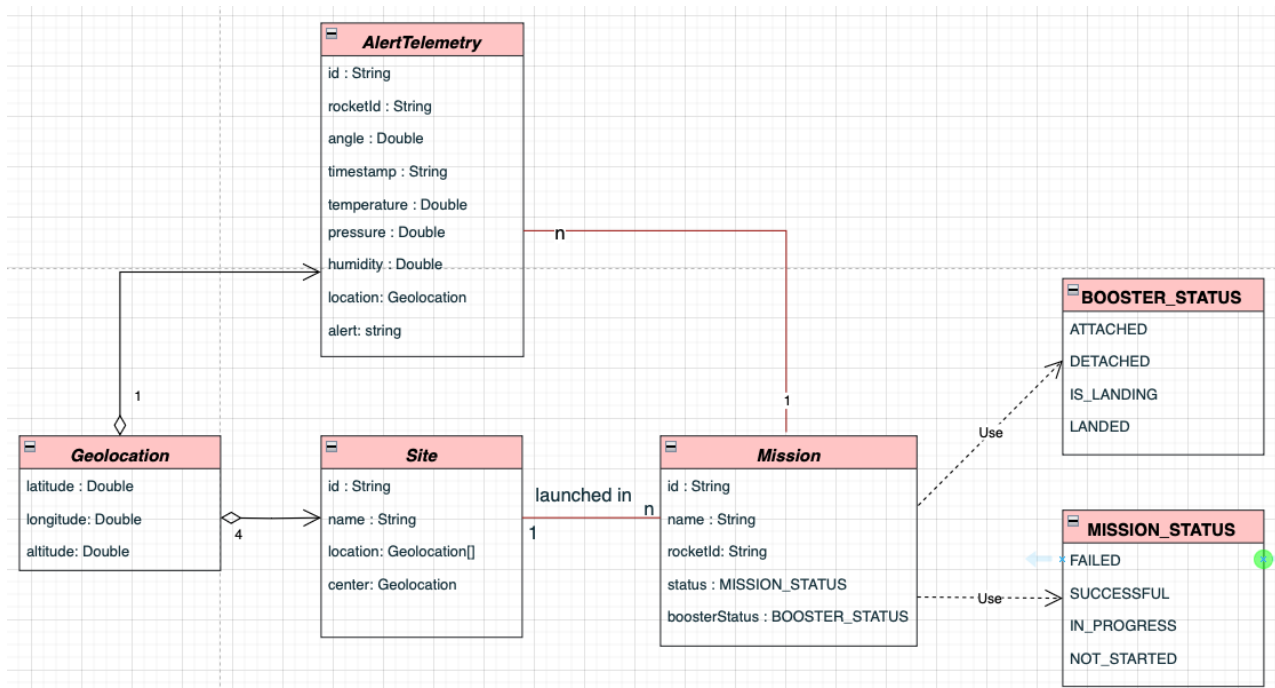 AlertTelemetry
id : String
rocketId : String
angle : Double
timestamp : String
temperature : Double
pressure : Double
humidity : Double
location: Geolocation
alert: string
n
1
1
Geolocation
latitude : Double
longitude: Double
altitude: Double
4
Site
id : String
name : String
location: Geolocation[]
center: Geolocation
launched in
n
1
Mission
id : String
name : String
rocketId: String
status : MISSION_STATUS
boosterStatus : BOOSTER_STATUS
Use
Use
BOOSTER_STATUS
ATTACHED
DETACHED
IS_LANDING
LANDED
MISSION_STATUS
FAILED
SUCCESSFUL
IN_PROGRESS
NOT_STARTED